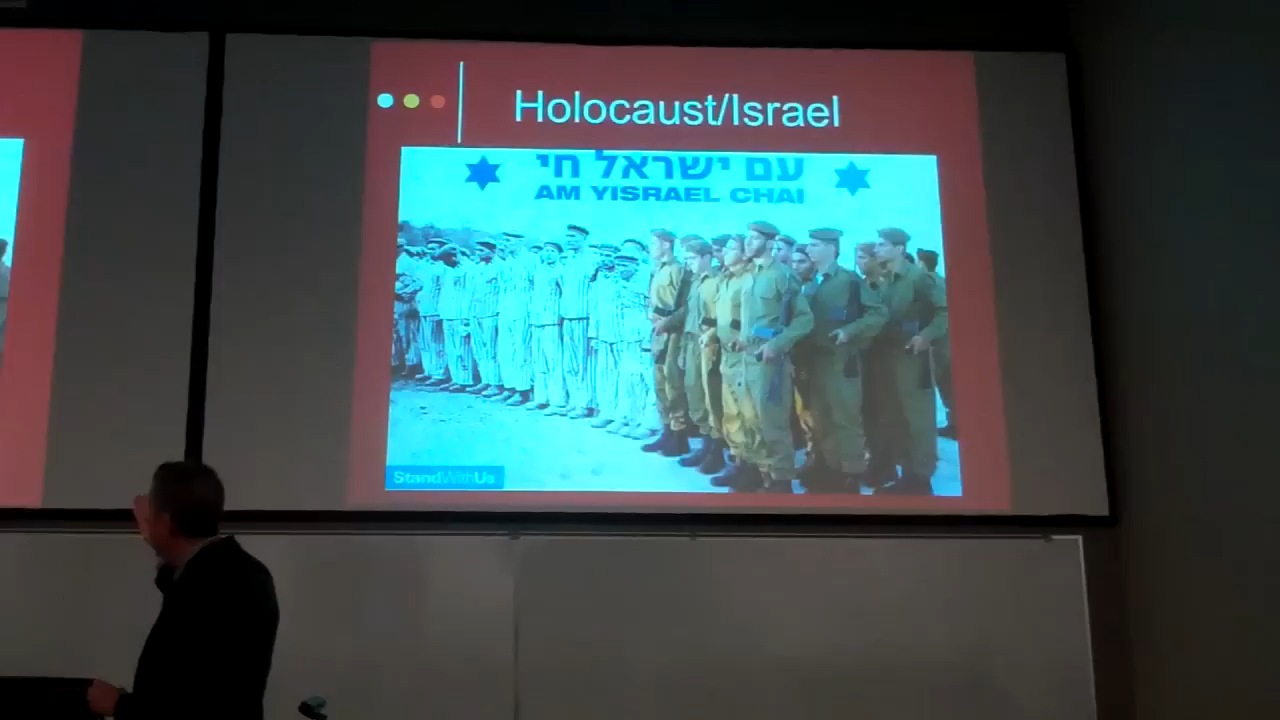 Holocaust/Israel
עם ישראל חי
AM YISRAEL CHAI
StandWithUs